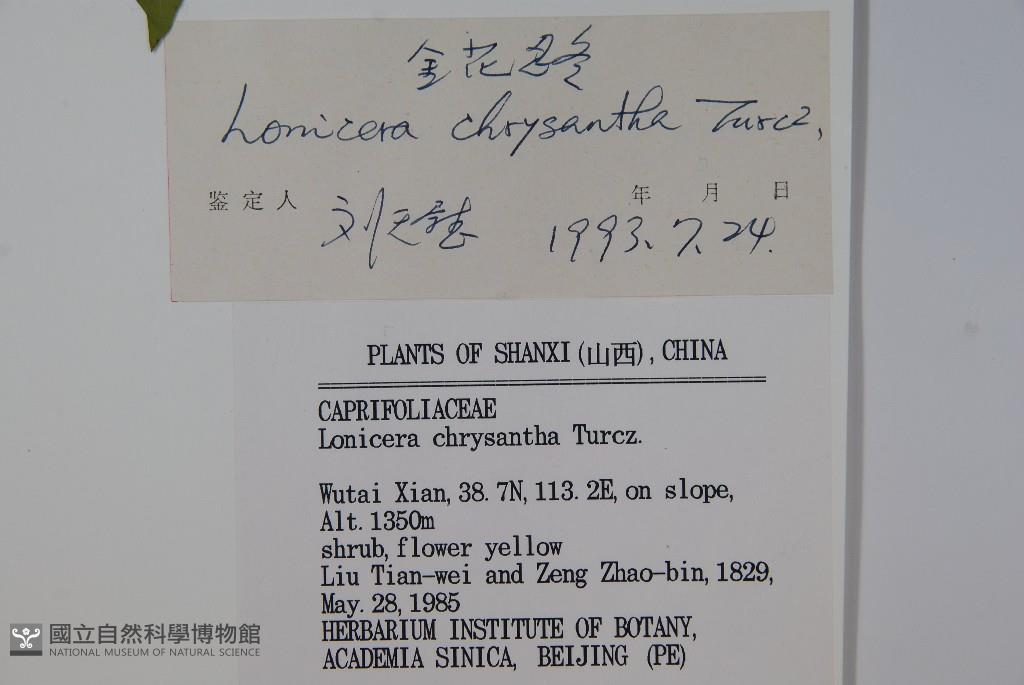 金花忍冬
Lonicera chrysantha Turcz,
鉴定人 刘天慰 年 月 日
1993.7.24.
PLANTS OF SHANXI(山西), CHINA
CAPRIFOLIACEAE
Lonicera chrysantha Turcz.
Wutai Xian, 38.7N, 113.2E, on slope,
Alt. 1350m
shrub, flower yellow
Liu Tian-wei and Zeng Zhao-bin, 1829,
May. 28, 1985
HERBARIUM INSTITUTE OF BOTANY,
ACADEMIA SINICA, BEIJING (PE)
國立自然科學博物館
NATIONAL MUSEUM OF NATURAL SCIENCE